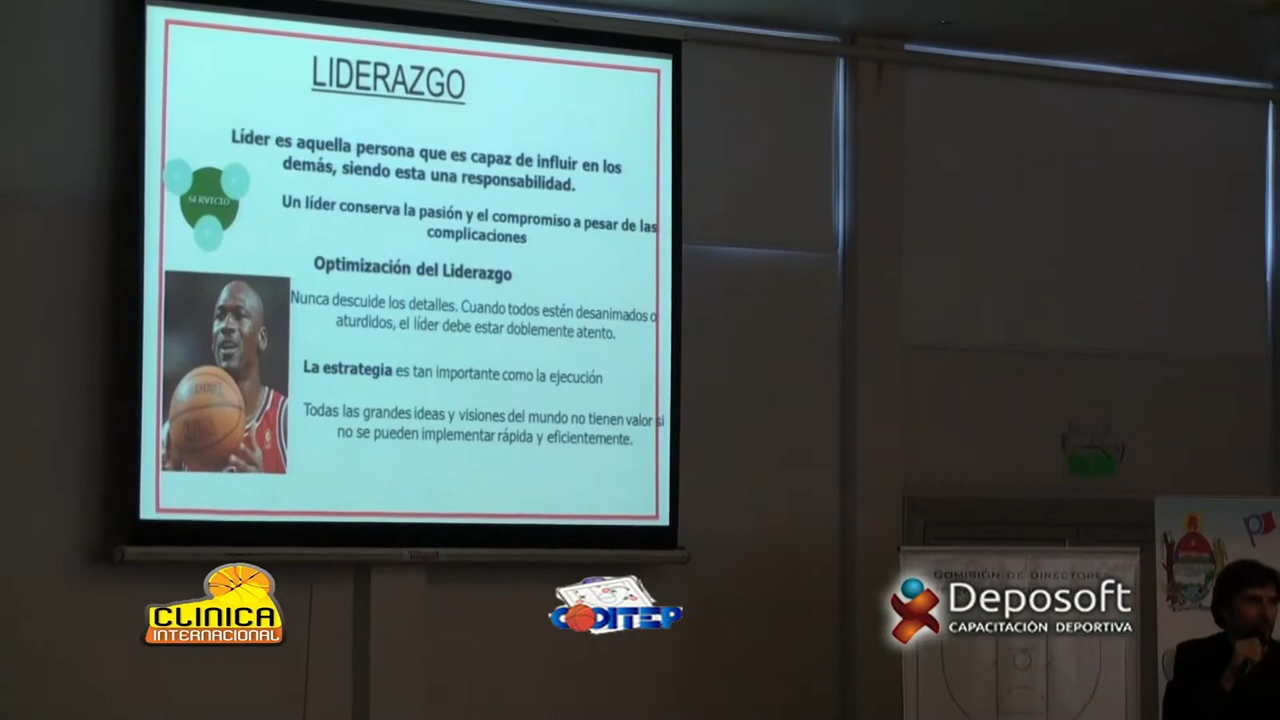 LIDERAZGO
Líder es aquella persona que es capaz de influir en los
demás, siendo esta una responsabilidad.
SERVICIO
Un líder conserva la pasión y el compromiso a pesar de las
complicaciones
Optimización del Liderazgo
Nunca descuide los detalles. Cuando todos estén desanimados o
aturdidos, el líder debe estar doblemente atento.
La estrategia es tan importante como la ejecución
Todas las grandes ideas y visiones del mundo no tienen valor si
no se pueden implementar rápida y eficientemente.
CLINICA
INTERNACIONAL
CODITEP
COMISIÓN DE DIRECTORE
Deposoft
CAPACITACIÓN DEPORTIVA